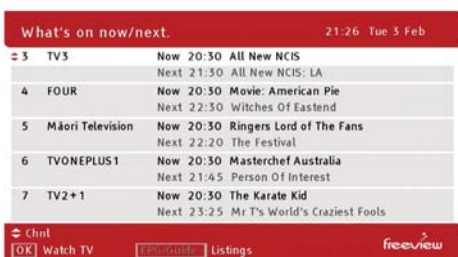 What's on now/next. 21:26 Tue 3 Feb
3 TV3 Now 20:30 All New NCIS
Next 21:30 All New NCIS: LA
4 FOUR Now 20:30 Movie: American Pie
Next 22:30 Witches Of Eastend
5 Māori Television Now 20:30 Ringers Lord of The Fans
Next 22:20 The Festival
6 TVONEPLUS1 Now 20:30 Masterchef Australia
Next 21:45 Person Of Interest
7 TV2+1 Now 20:30 The Karate Kid
Next 23:25 Mr T's World's Craziest Fools
Chnl
OK Watch TV EPG/Guide Listings
freeview